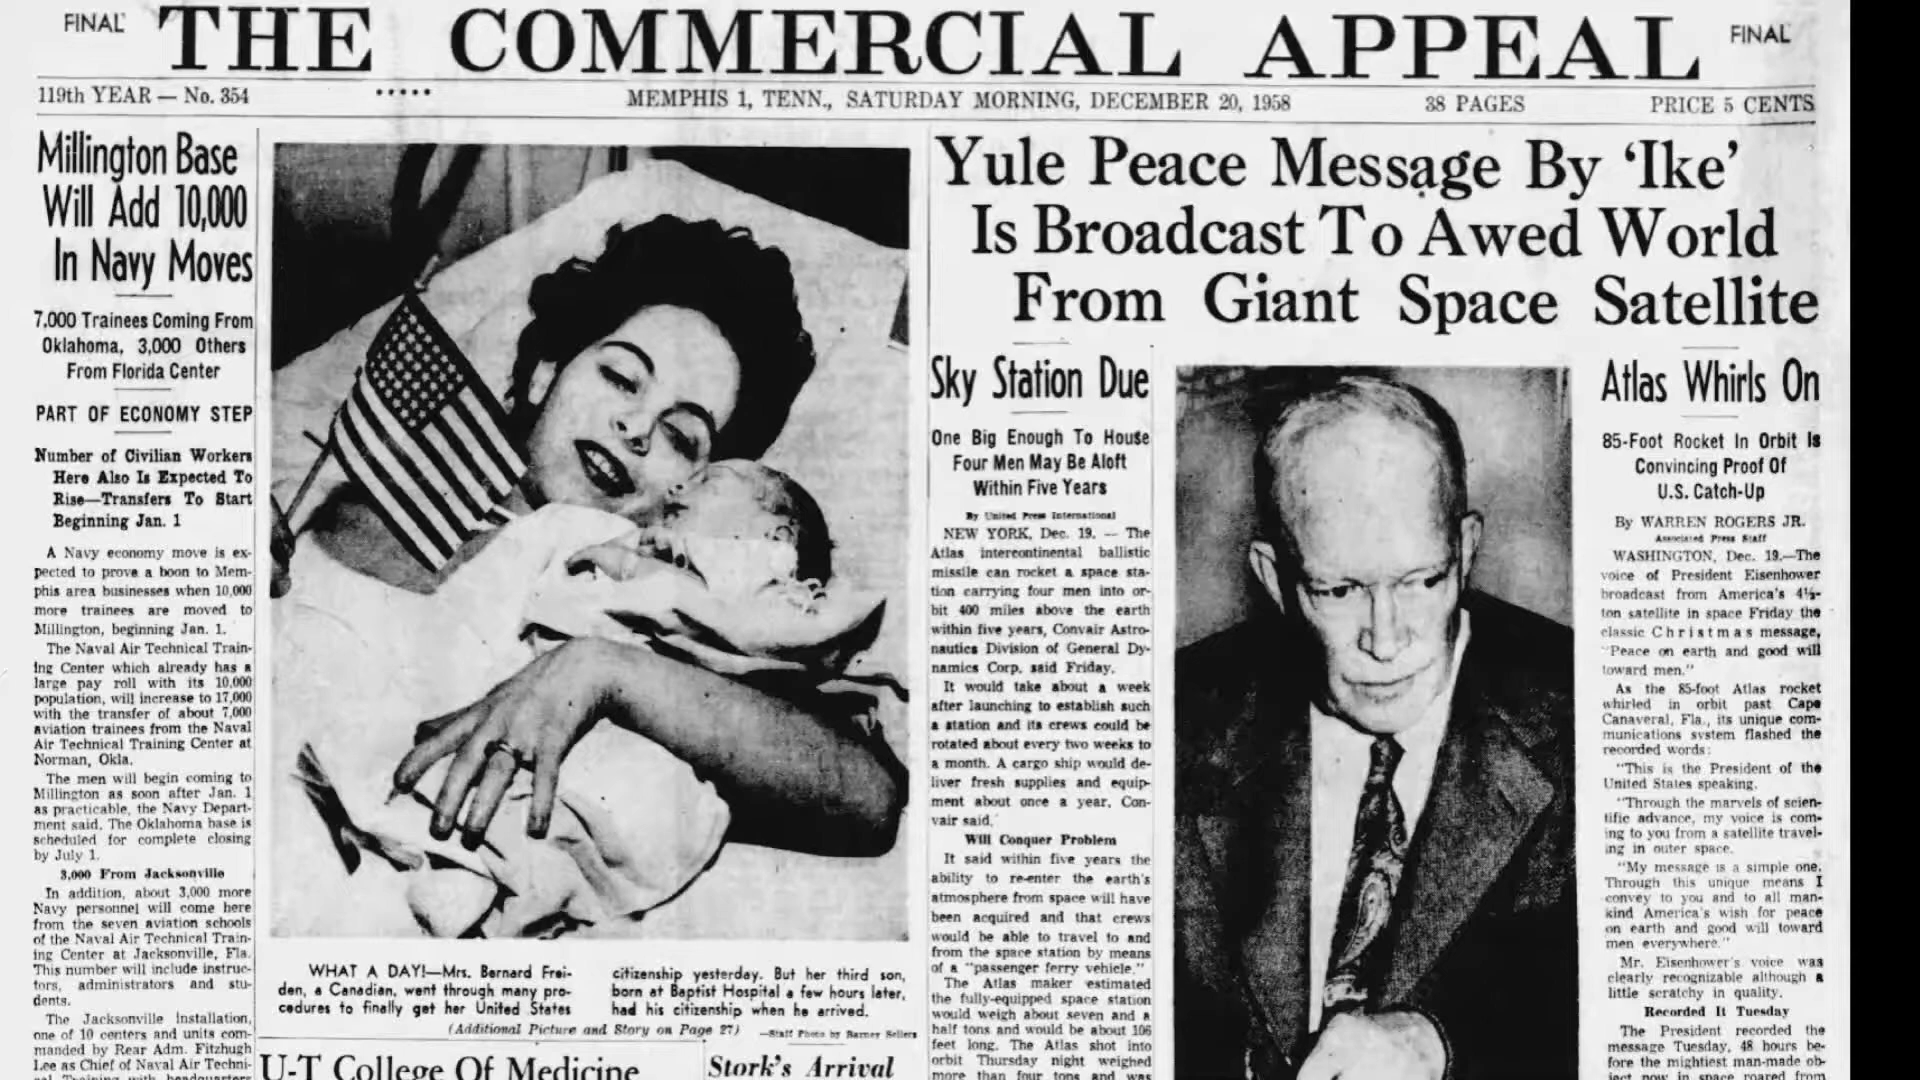 FINAL
THE COMMERCIAL APPEAL
FINAL
119th YEAR — No. 354
MEMPHIS 1, TENN., SATURDAY MORNING, DECEMBER 20, 1958
38 PAGES
PRICE 5 CENTS
Millington Base
Will Add 10,000
In Navy Moves
7,000 Trainees Coming From
Oklahoma, 3,000 Others
From Florida Center
PART OF ECONOMY STEP
Number of Civilian Workers
Here Also Is Expected To
Rise—Transfers To Start
Beginning Jan. 1
A Navy economy move is ex-
pected to prove a boon to Mem-
phis area businesses when 10,000
more trainees are moved to
Millington, beginning Jan. 1.
The Naval Air Technical Train-
ing Center which already has a
large pay roll with its 10,000
population, will increase to 17,000
with the transfer of about 7,000
aviation trainees from the Naval
Air Technical Training Center at
Norman, Okla.
The men will begin coming to
Millington as soon after Jan. 1
as practicable, the Navy Depart-
ment said. The Oklahoma base is
scheduled for complete closing
by July 1.
3,000 From Jacksonville
In addition, about 3,000 more
Navy personnel will come here
from the seven aviation schools
of the Naval Air Technical Train-
ing Center at Jacksonville, Fla.
This number will include instruc-
tors, administrators and stu-
dents.
The Jacksonville installation,
one of 10 centers and units com-
manded by Rear Adm. Fitzhugh
Lee as Chief of Naval Air Techni-
cal Training with headquarters
WHAT A DAY!—Mrs. Bernard Frei-
den, a Canadian, went through many pro-
cedures to finally get her United States
citizenship yesterday. But her third son,
born at Baptist Hospital a few hours later,
had his citizenship when he arrived.
(Additional Picture and Story on Page 27)
—Staff Photo by Barney Sellers
U-T College Of Medicine
Stork's Arrival
Yule Peace Message By ‘Ike’
Is Broadcast To Awed World
From Giant Space Satellite
Sky Station Due
One Big Enough To House
Four Men May Be Aloft
Within Five Years
By United Press International
NEW YORK, Dec. 19. — The
Atlas intercontinental ballistic
missile can rocket a space sta-
tion carrying four men into or-
bit 400 miles above the earth
within five years, Convair Astro-
nautics Division of General Dy-
namics Corp. said Friday.
It would take about a week
after launching to establish such
a station and its crews could be
rotated about every two weeks to
a month. A cargo ship would de-
liver fresh supplies and equip-
ment about once a year, Con-
vair said.
Will Conquer Problem
It said within five years the
ability to re-enter the earth's
atmosphere from space will have
been acquired and that crews
would be able to travel to and
from the space station by means
of a "passenger ferry vehicle."
The Atlas maker estimated
the fully-equipped space station
would weigh about seven and a
half tons and would be about 106
feet long. The Atlas shot into
orbit Thursday night weighed
more than four tons and was
Atlas Whirls On
85-Foot Rocket In Orbit Is
Convincing Proof Of
U.S. Catch-Up
By WARREN ROGERS JR.
Associated Press Staff
WASHINGTON, Dec. 19.—The
voice of President Eisenhower
broadcast from America's 4½-
ton satellite in space Friday the
classic Christmas message,
"Peace on earth and good will
toward men."
As the 85-foot Atlas rocket
whirled in orbit past Cape
Canaveral, Fla., its unique com-
munications system flashed the
recorded words:
"This is the President of the
United States speaking.
"Through the marvels of scien-
tific advance, my voice is com-
ing to you from a satellite travel-
ing in outer space.
"My message is a simple one.
Through this unique means I
convey to you and to all man-
kind America's wish for peace
on earth and good will toward
men everywhere."
Mr. Eisenhower's voice was
clearly recognizable although a
little scratchy in quality.
Recorded It Tuesday
The President recorded the
message Tuesday, 48 hours be-
fore the mightiest man-made ob-
ject now in space roared from